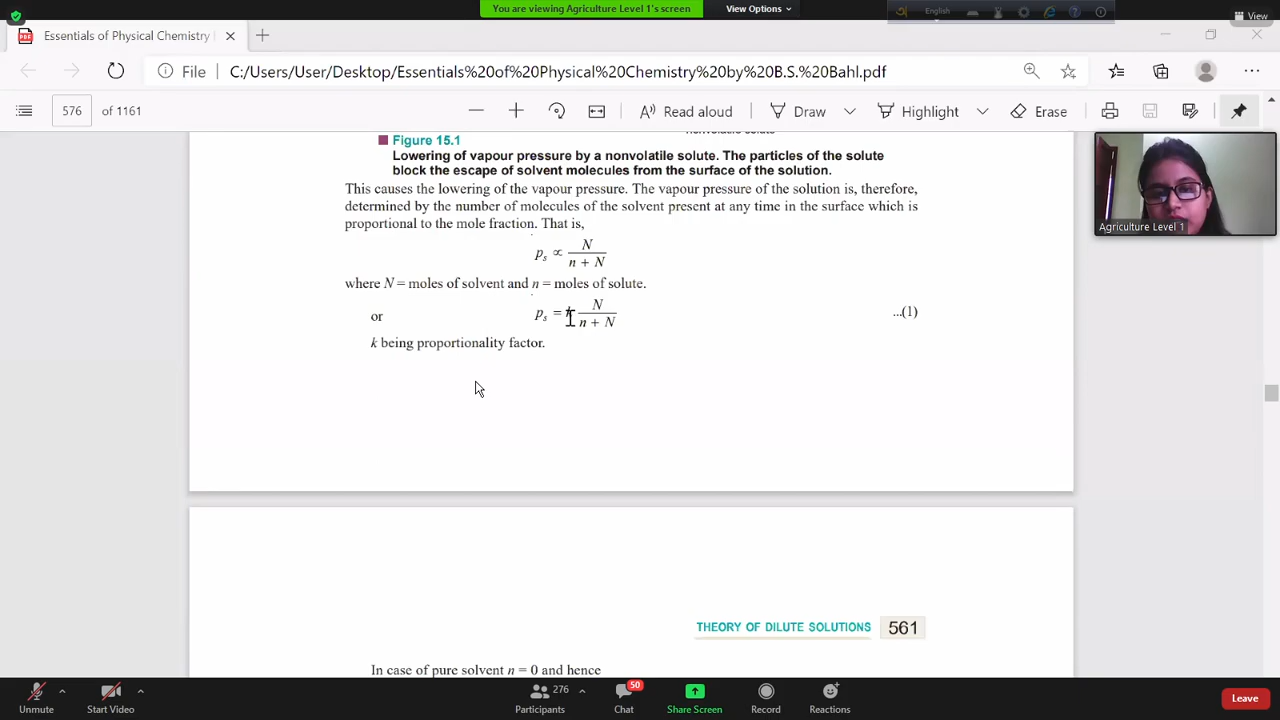 You are viewing Agriculture Level 1's screen
View Options
English
View
Essentials of Physical Chemistry
File
C:/Users/User/Desktop/Essentials%20of%20Physical%20Chemistry%20by%20B.S.%20Bahl.pdf
576 of 1161
Read aloud
Draw
Highlight
Erase
nonvolatile solute
Figure 15.1
Lowering of vapour pressure by a nonvolatile solute. The particles of the solute
block the escape of solvent molecules from the surface of the solution.
This causes the lowering of the vapour pressure. The vapour pressure of the solution is, therefore,
determined by the number of molecules of the solvent present at any time in the surface which is
proportional to the mole fraction. That is,
p_s ∝ N / (n + N)
where N = moles of solvent and n = moles of solute.
or p_s = k N / (n + N) ...(1)
k being proportionality factor.
Agriculture Level 1
THEORY OF DILUTE SOLUTIONS 561
In case of pure solvent n = 0 and hence
Unmute
Start Video
Participants 276
Chat 50
Share Screen
Record
Reactions
Leave